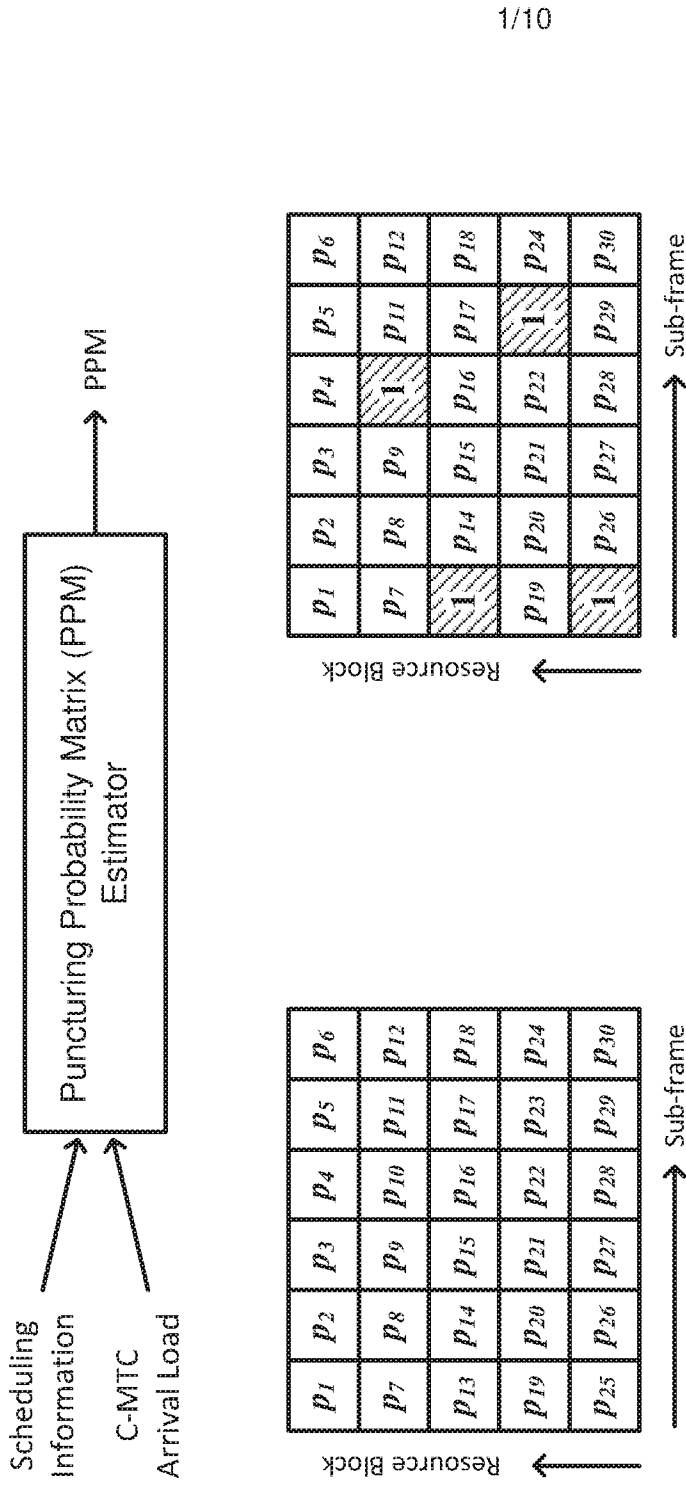 1/10
Scheduling
Information
C-MTC
Arrival Load
Puncturing Probability Matrix (PPM)
Estimator
PPM
Resource Block
p1 p2 p3 p4 p5 p6
p7 p8 p9 p10 p11 p12
p13 p14 p15 p16 p17 p18
p19 p20 p21 p22 p23 p24
p25 p26 p27 p28 p29 p30
Sub-frame
Resource Block
p1 p2 p3 p4 p5 p6
p7 p8 p9 1 p11 p12
1 p14 p15 p16 p17 p18
p19 p20 p21 p22 1 p24
1 p26 p27 p28 p29 p30
Sub-frame